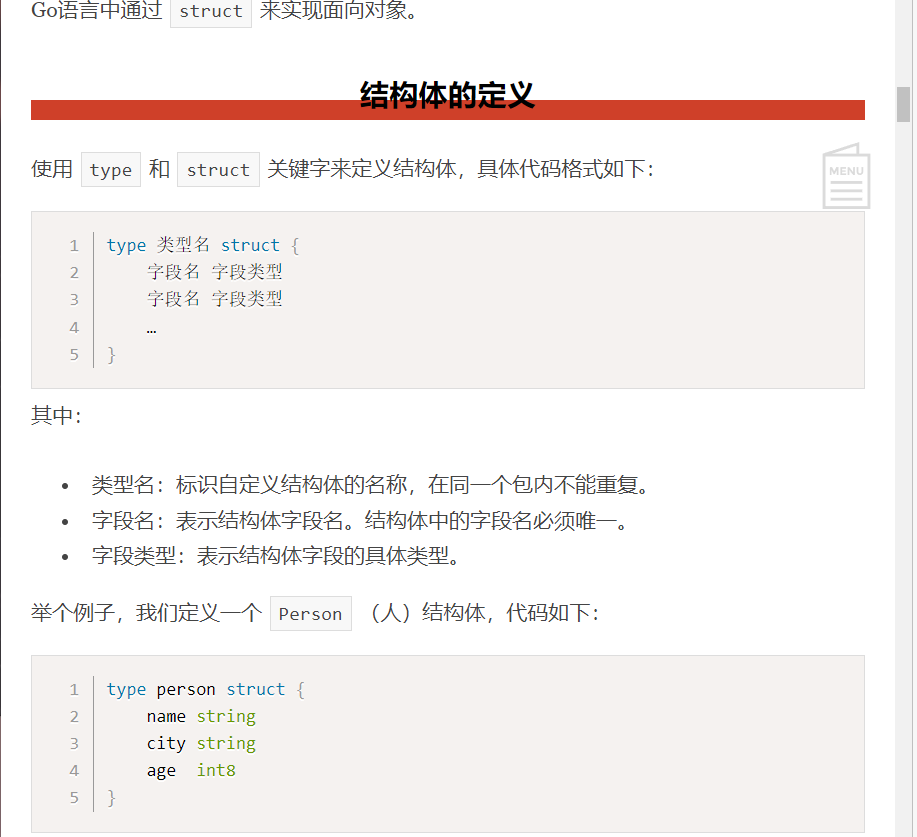 Go语言中通过 struct 来实现面向对象。
结构体的定义
使用 type 和 struct 关键字来定义结构体，具体代码格式如下：
MENU
1 type 类型名 struct {
2     字段名 字段类型
3     字段名 字段类型
4     …
5 }
其中：
• 类型名：标识自定义结构体的名称，在同一个包内不能重复。
• 字段名：表示结构体字段名。结构体中的字段名必须唯一。
• 字段类型：表示结构体字段的具体类型。
举个例子，我们定义一个 Person （人）结构体，代码如下：
1 type person struct {
2     name string
3     city string
4     age  int8
5 }